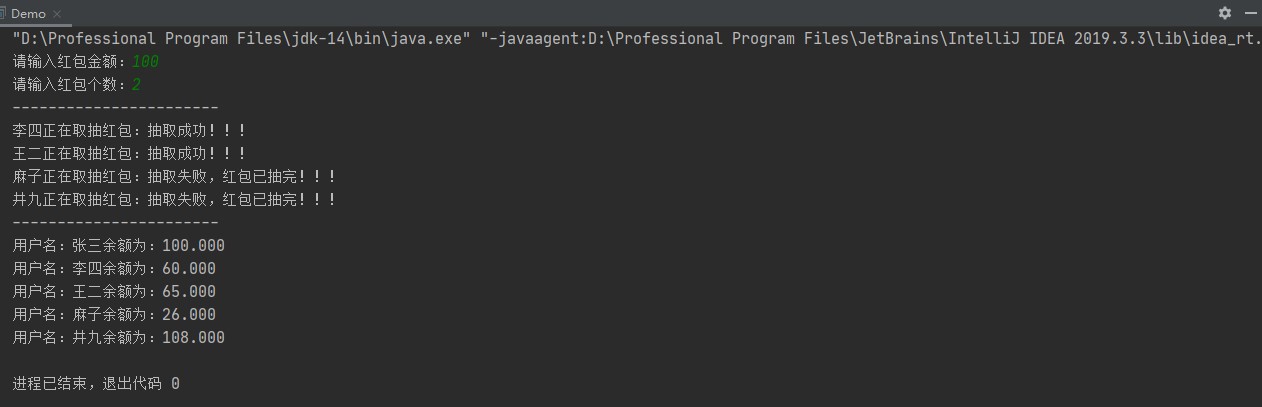 Demo
"D:\Professional Program Files\jdk-14\bin\java.exe" "-javaagent:D:\Professional Program Files\JetBrains\IntelliJ IDEA 2019.3.3\lib\idea_rt.
请输入红包金额：100
请输入红包个数：2
-----------------------
李四正在取抽红包：抽取成功！！！
王二正在取抽红包：抽取成功！！！
麻子正在取抽红包：抽取失败，红包已抽完！！！
井九正在取抽红包：抽取失败，红包已抽完！！！
-----------------------
用户名：张三余额为：100.000
用户名：李四余额为：60.000
用户名：王二余额为：65.000
用户名：麻子余额为：26.000
用户名：井九余额为：108.000
进程已结束，退出代码 0